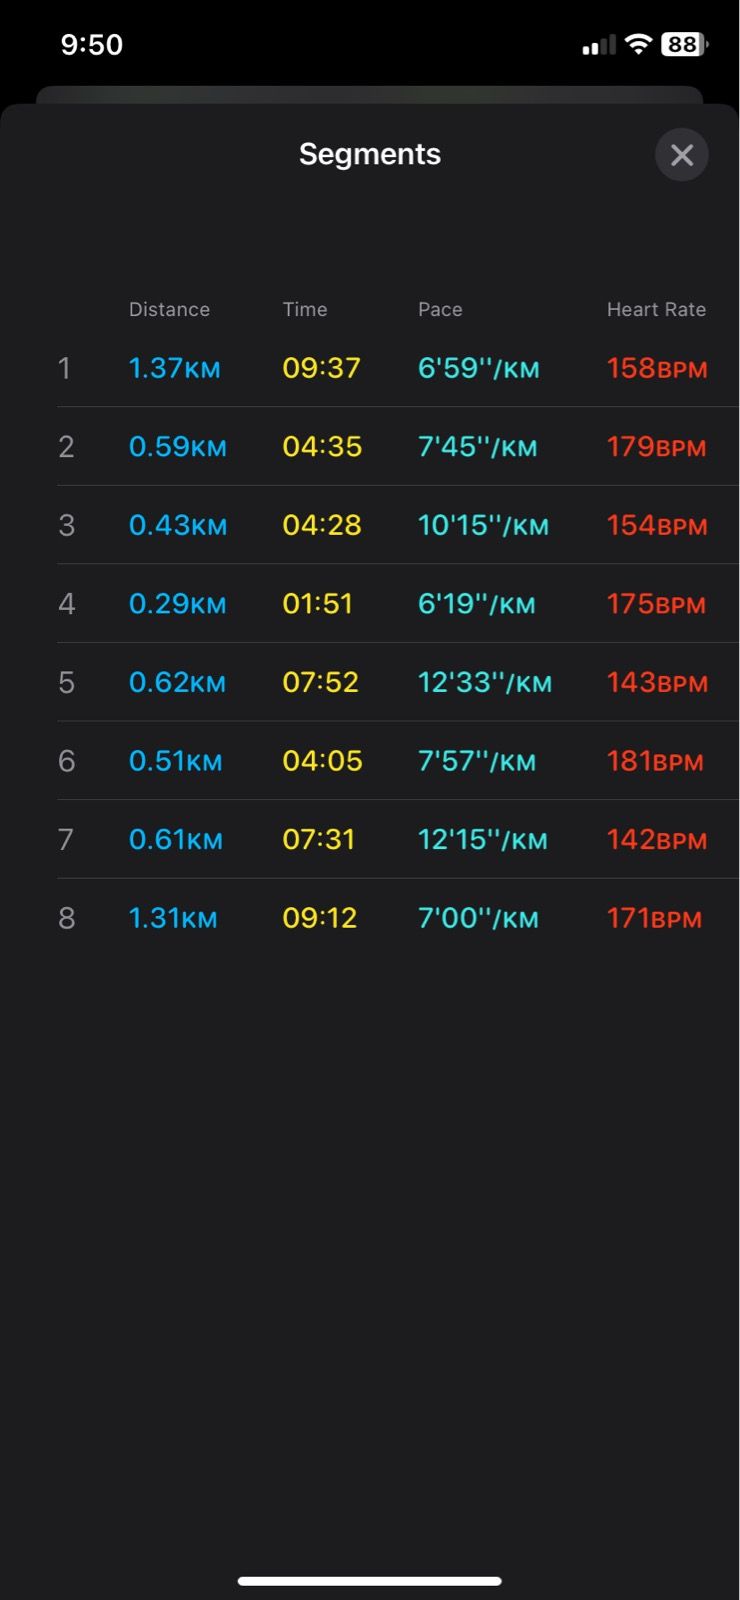 9:50 88
Segments
Distance Time Pace Heart Rate
1 1.37KM 09:37 6'59''/KM 158BPM
2 0.59KM 04:35 7'45''/KM 179BPM
3 0.43KM 04:28 10'15''/KM 154BPM
4 0.29KM 01:51 6'19''/KM 175BPM
5 0.62KM 07:52 12'33''/KM 143BPM
6 0.51KM 04:05 7'57''/KM 181BPM
7 0.61KM 07:31 12'15''/KM 142BPM
8 1.31KM 09:12 7'00''/KM 171BPM